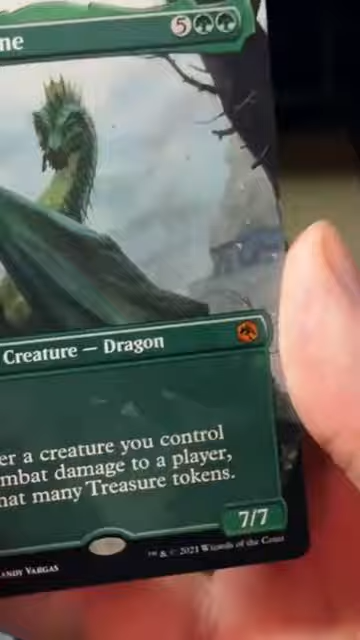 ne 5
Creature — Dragon
er a creature you control
mbat damage to a player,
hat many Treasure tokens.
7/7
™ & © 2021 Wizards of the Coast
ANDY VARGAS